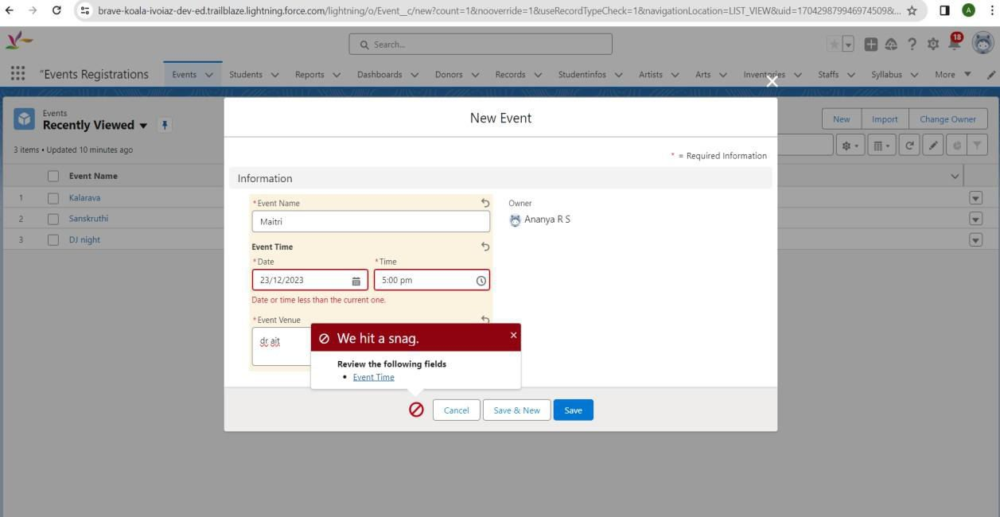 brave-koala-ivoiaz-dev-ed.trailblaze.lightning.force.com/lightning/o/Event__c/new?count=1&nooverride=1&useRecordTypeCheck=1&navigationLocation=LIST_VIEW&uid=170429879946974509&...
A
Search...
18
"Events Registrations Events Students Reports Dashboards Donors Records Studentinfos Artists Arts Inventories Staffs Syllabus More
Events
Recently Viewed
New Import Change Owner
3 items • Updated 10 minutes ago
Event Name
1 Kalarava
2 Sanskruthi
3 DJ night
New Event
* = Required Information
Information
*Event Name
Maitri
Owner
Ananya R S
Event Time
*Date *Time
23/12/2023 5:00 pm
Date or time less than the current one.
*Event Venue
dr ait
We hit a snag.
Review the following fields
• Event Time
Cancel Save & New Save